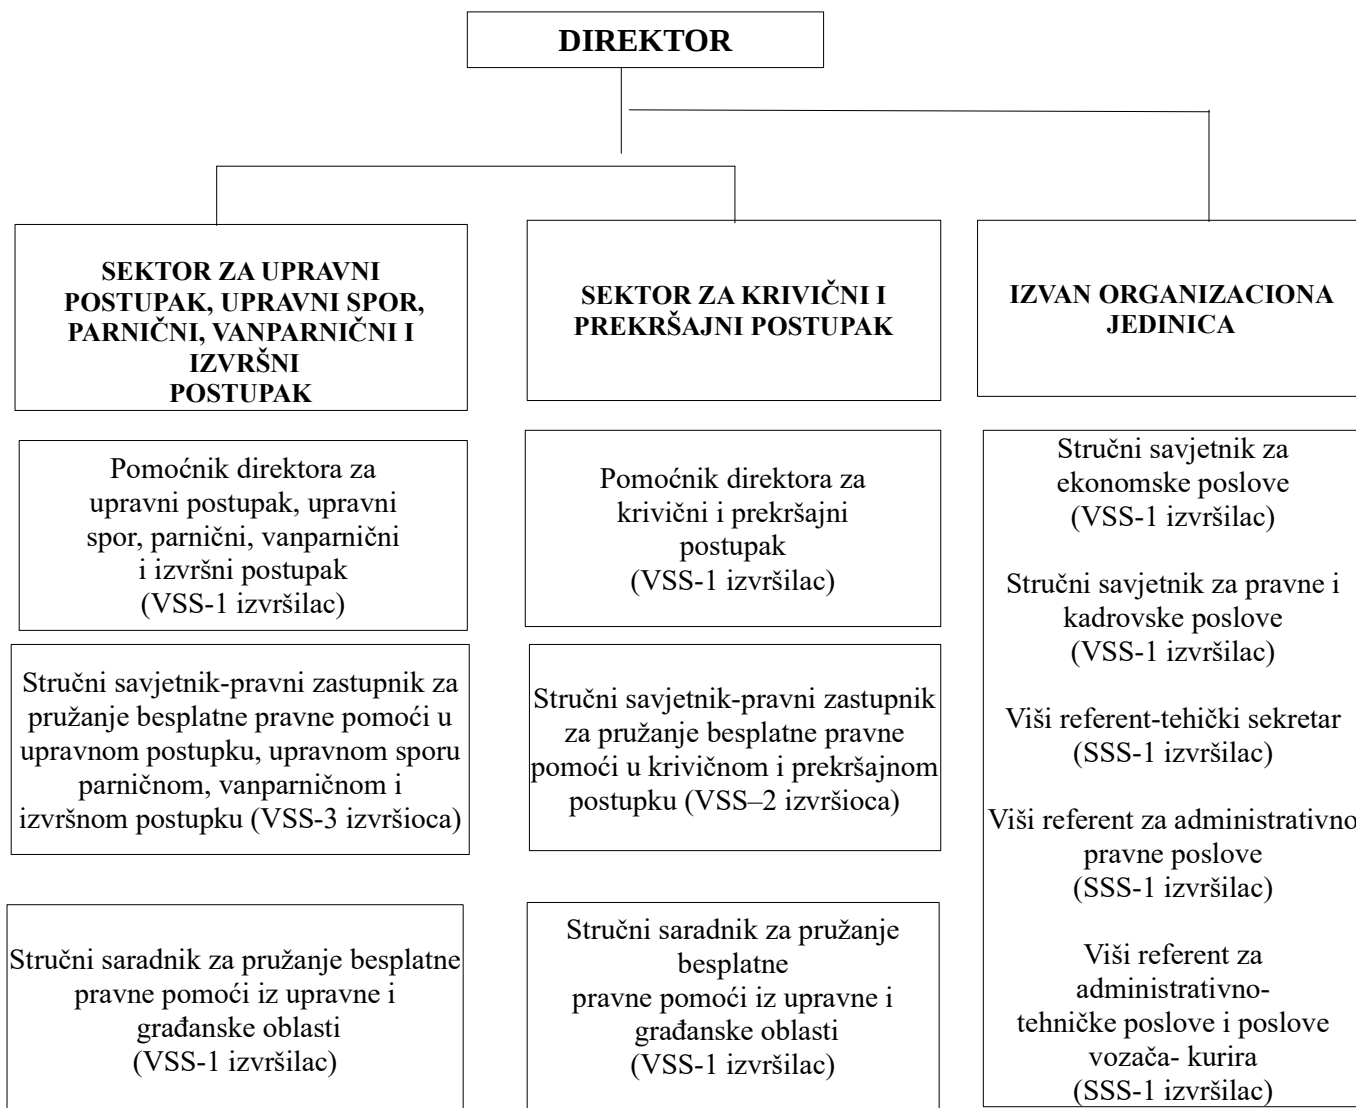 DIREKTOR
SEKTOR ZA UPRAVNI
POSTUPAK, UPRAVNI SPOR,
PARNIČNI, VANPARNIČNI I
IZVRŠNI
POSTUPAK
SEKTOR ZA KRIVIČNI I
PREKRŠAJNI POSTUPAK
IZVAN ORGANIZACIONA
JEDINICA
Pomoćnik direktora za
upravni postupak, upravni
spor, parnični, vanparnični
i izvršni postupak
(VSS-1 izvršilac)
Pomoćnik direktora za
krivični i prekršajni
postupak
(VSS-1 izvršilac)
Stručni savjetnik-pravni zastupnik za
pružanje besplatne pravne pomoći u
upravnom postupku, upravnom sporu
parničnom, vanparničnom i
izvršnom postupku (VSS-3 izvršioca)
Stručni savjetnik-pravni zastupnik
za pružanje besplatne pravne
pomoći u krivičnom i prekršajnom
postupku (VSS–2 izvršioca)
Stručni saradnik za pružanje besplatne
pravne pomoći iz upravne i
građanske oblasti
(VSS-1 izvršilac)
Stručni saradnik za pružanje
besplatne
pravne pomoći iz upravne i
građanske oblasti
(VSS-1 izvršilac)
Stručni savjetnik za
ekonomske poslove
(VSS-1 izvršilac)
Stručni savjetnik za pravne i
kadrovske poslove
(VSS-1 izvršilac)
Viši referent-tehički sekretar
(SSS-1 izvršilac)
Viši referent za administrativno
pravne poslove
(SSS-1 izvršilac)
Viši referent za
administrativno-
tehničke poslove i poslove
vozača- kurira
(SSS-1 izvršilac)